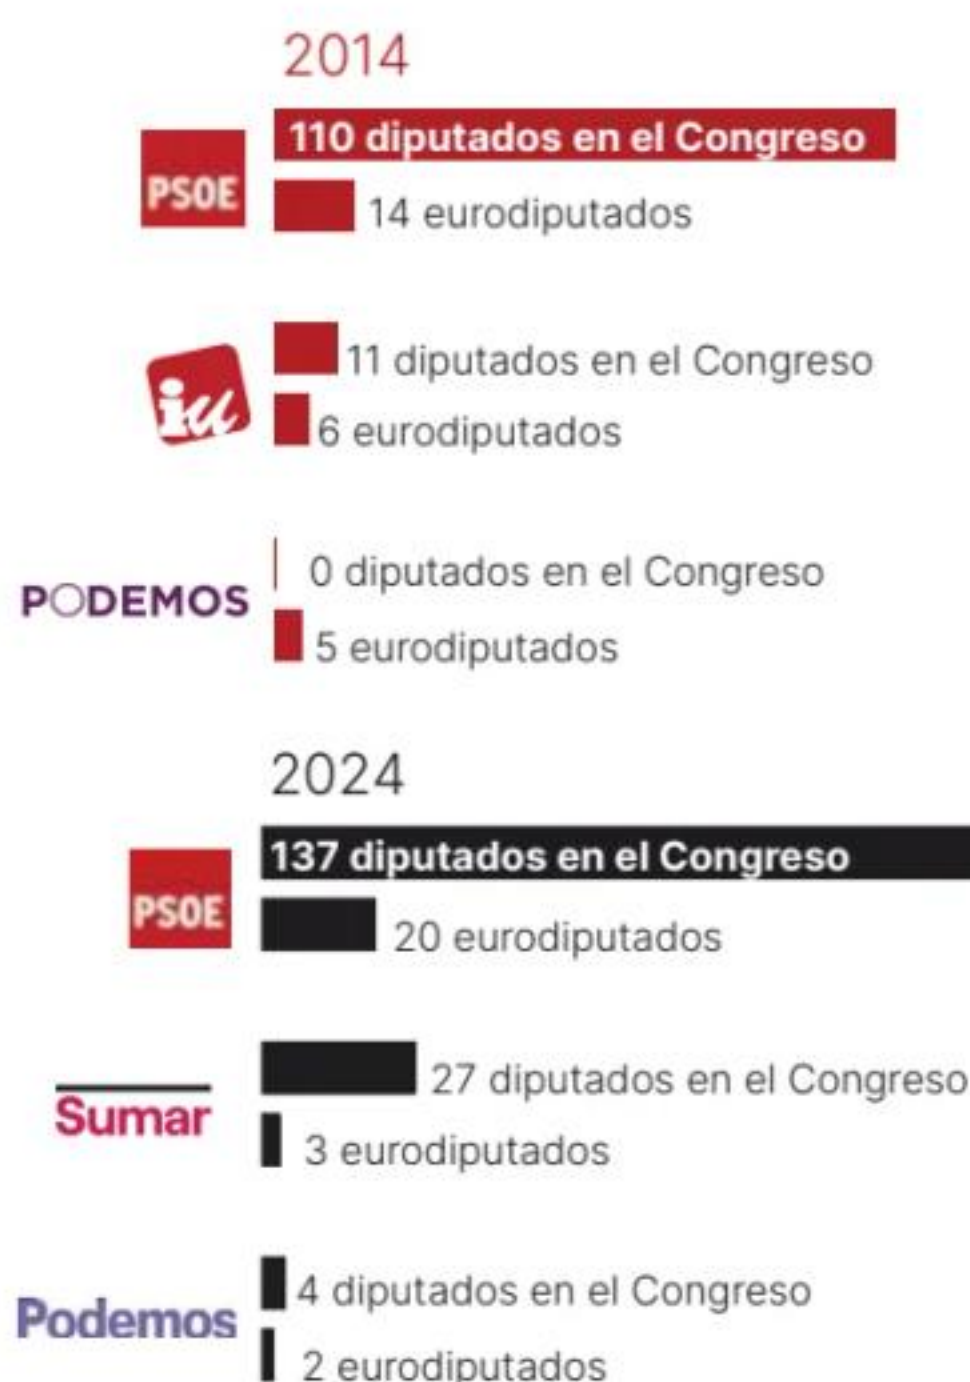 2014
PSOE
110 diputados en el Congreso
14 eurodiputados
iu
11 diputados en el Congreso
6 eurodiputados
PODEMOS
0 diputados en el Congreso
5 eurodiputados
2024
PSOE
137 diputados en el Congreso
20 eurodiputados
Sumar
27 diputados en el Congreso
3 eurodiputados
Podemos
4 diputados en el Congreso
2 eurodiputados